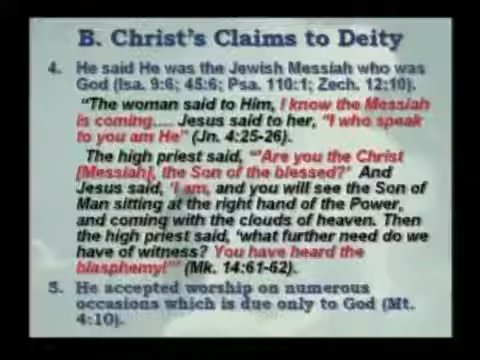 B. Christ's Claims to Deity
4. He said He was the Jewish Messiah who was
God (Isa. 9:6; 45:6; Psa. 110:1; Zech. 12:10).
"The woman said to Him, I know the Messiah
is coming.... Jesus said to her, "I who speak
to you am He" (Jn. 4:25-26).
The high priest said, "'Are you the Christ
[Messiah], the Son of the blessed?' And
Jesus said, 'I am, and you will see the Son of
Man sitting at the right hand of the Power,
and coming with the clouds of heaven. Then
the high priest said, 'what further need do we
have of witness? You have heard the
blasphemy!'" (Mk. 14:61-62).
5. He accepted worship on numerous
occasions which is due only to God (Mt.
4:10).